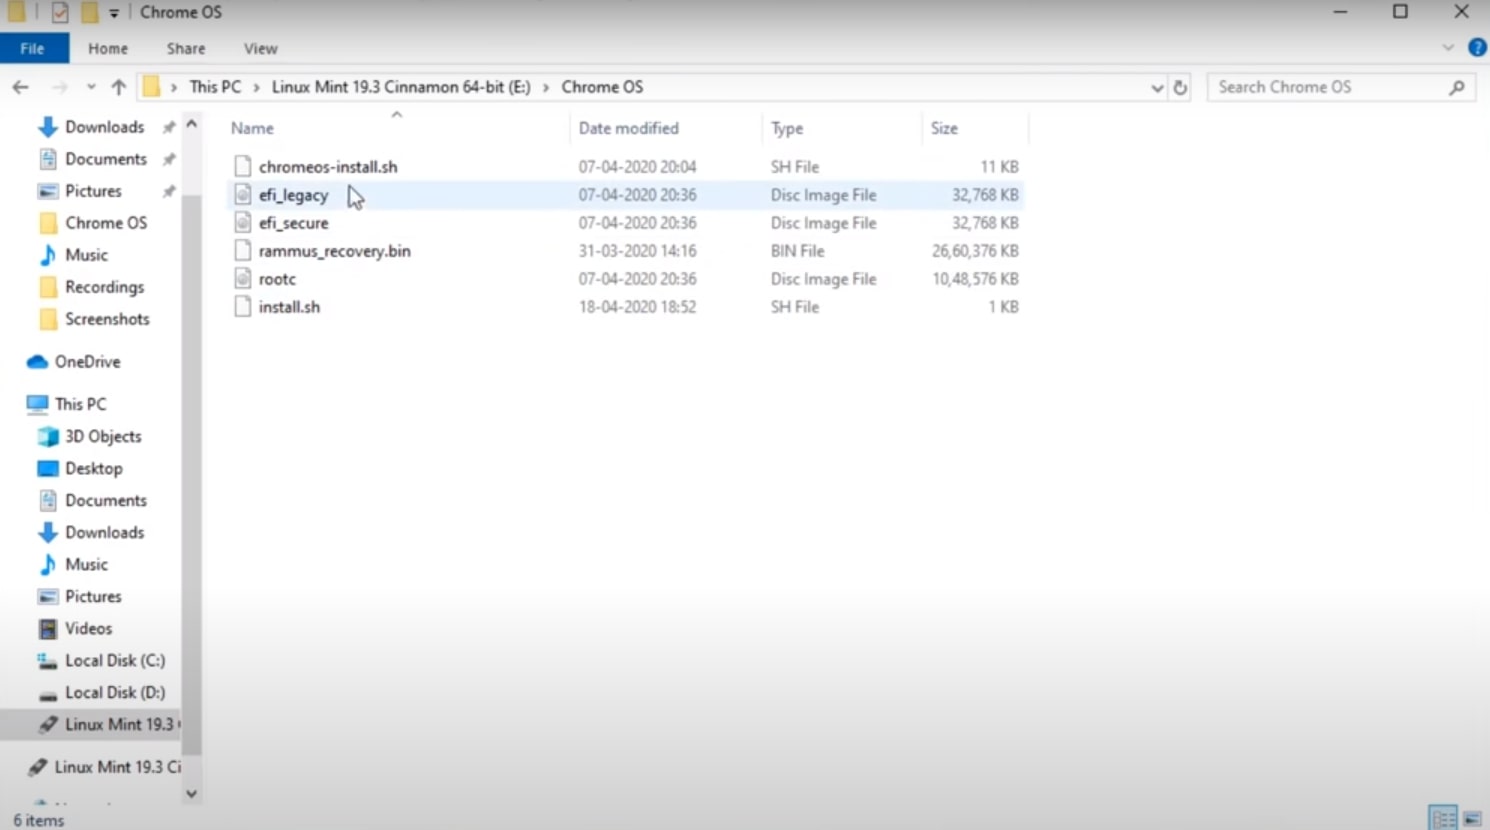 Chrome OS
File Home Share View
This PC Linux Mint 19.3 Cinnamon 64-bit (E:) Chrome OS
Search Chrome OS
Downloads
Documents
Pictures
Chrome OS
Music
Recordings
Screenshots
OneDrive
This PC
3D Objects
Desktop
Documents
Downloads
Music
Pictures
Videos
Local Disk (C:)
Local Disk (D:)
Linux Mint 19.3
Linux Mint 19.3 Ci
Name Date modified Type Size
chromeos-install.sh 07-04-2020 20:04 SH File 11 KB
efi_legacy 07-04-2020 20:36 Disc Image File 32,768 KB
efi_secure 07-04-2020 20:36 Disc Image File 32,768 KB
rammus_recovery.bin 31-03-2020 14:16 BIN File 26,60,376 KB
rootc 07-04-2020 20:36 Disc Image File 10,48,576 KB
install.sh 18-04-2020 18:52 SH File 1 KB
6 items